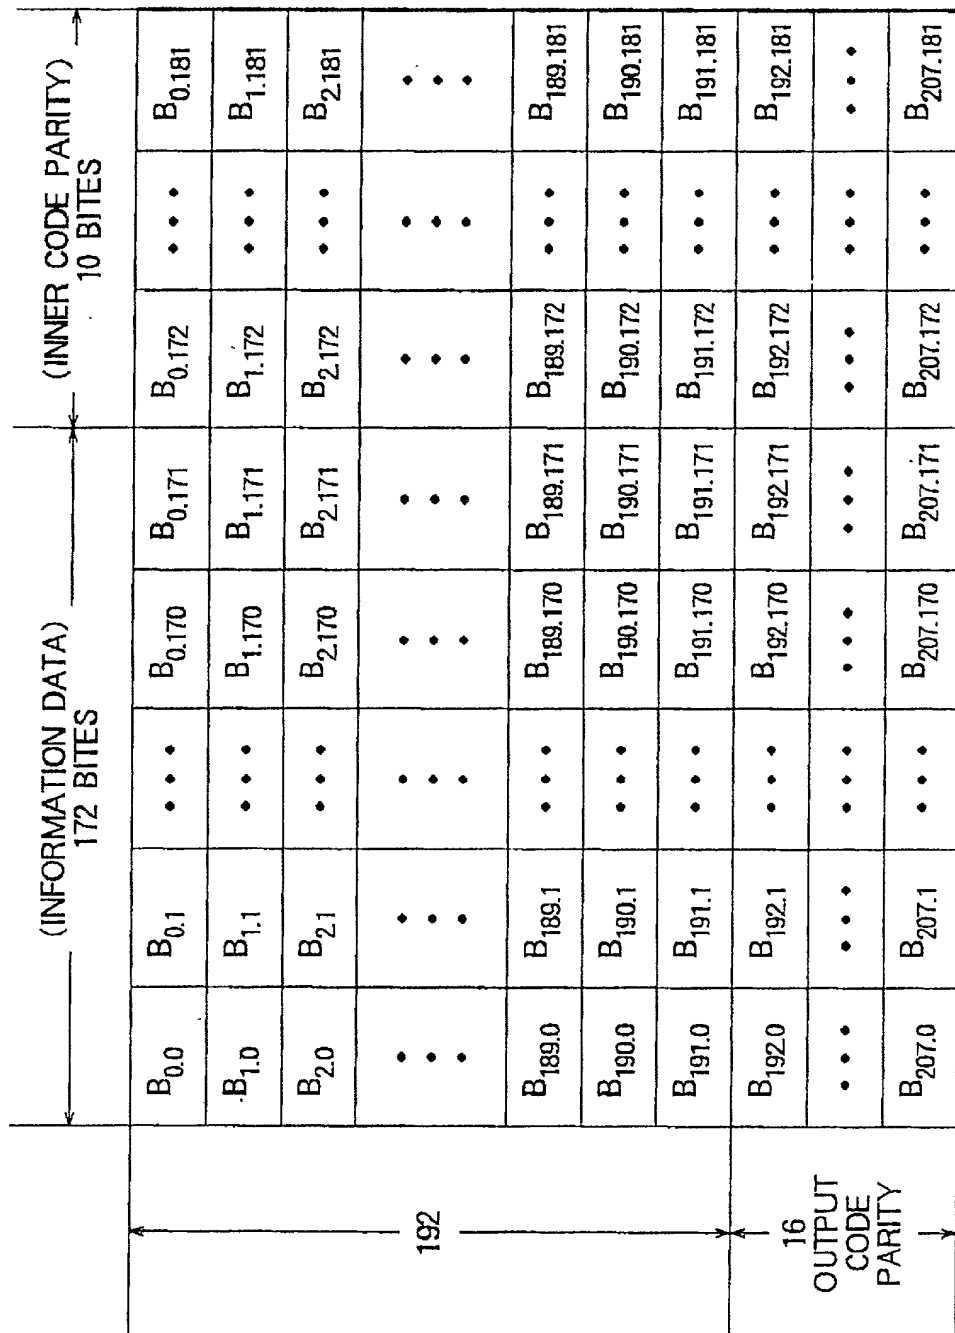 (INFORMATION DATA)
172 BITES
(INNER CODE PARITY)
10 BITES
B0.0 B0.1 ••• B0.170 B0.171 B0.172 ••• B0.181
B1.0 B1.1 ••• B1.170 B1.171 B1.172 ••• B1.181
B2.0 B2.1 ••• B2.170 B2.171 B2.172 ••• B2.181
192
••• ••• ••• ••• ••• ••• ••• •••
B189.0 B189.1 ••• B189.170 B189.171 B189.172 ••• B189.181
B190.0 B190.1 ••• B190.170 B190.171 B190.172 ••• B190.181
B191.0 B191.1 ••• B191.170 B191.171 B191.172 ••• B191.181
B192.0 B192.1 ••• B192.170 B192.171 B192.172 ••• B192.181
16
OUTPUT
CODE
PARITY
••• ••• ••• ••• ••• ••• ••• •••
B207.0 B207.1 ••• B207.170 B207.171 B207.172 ••• B207.181